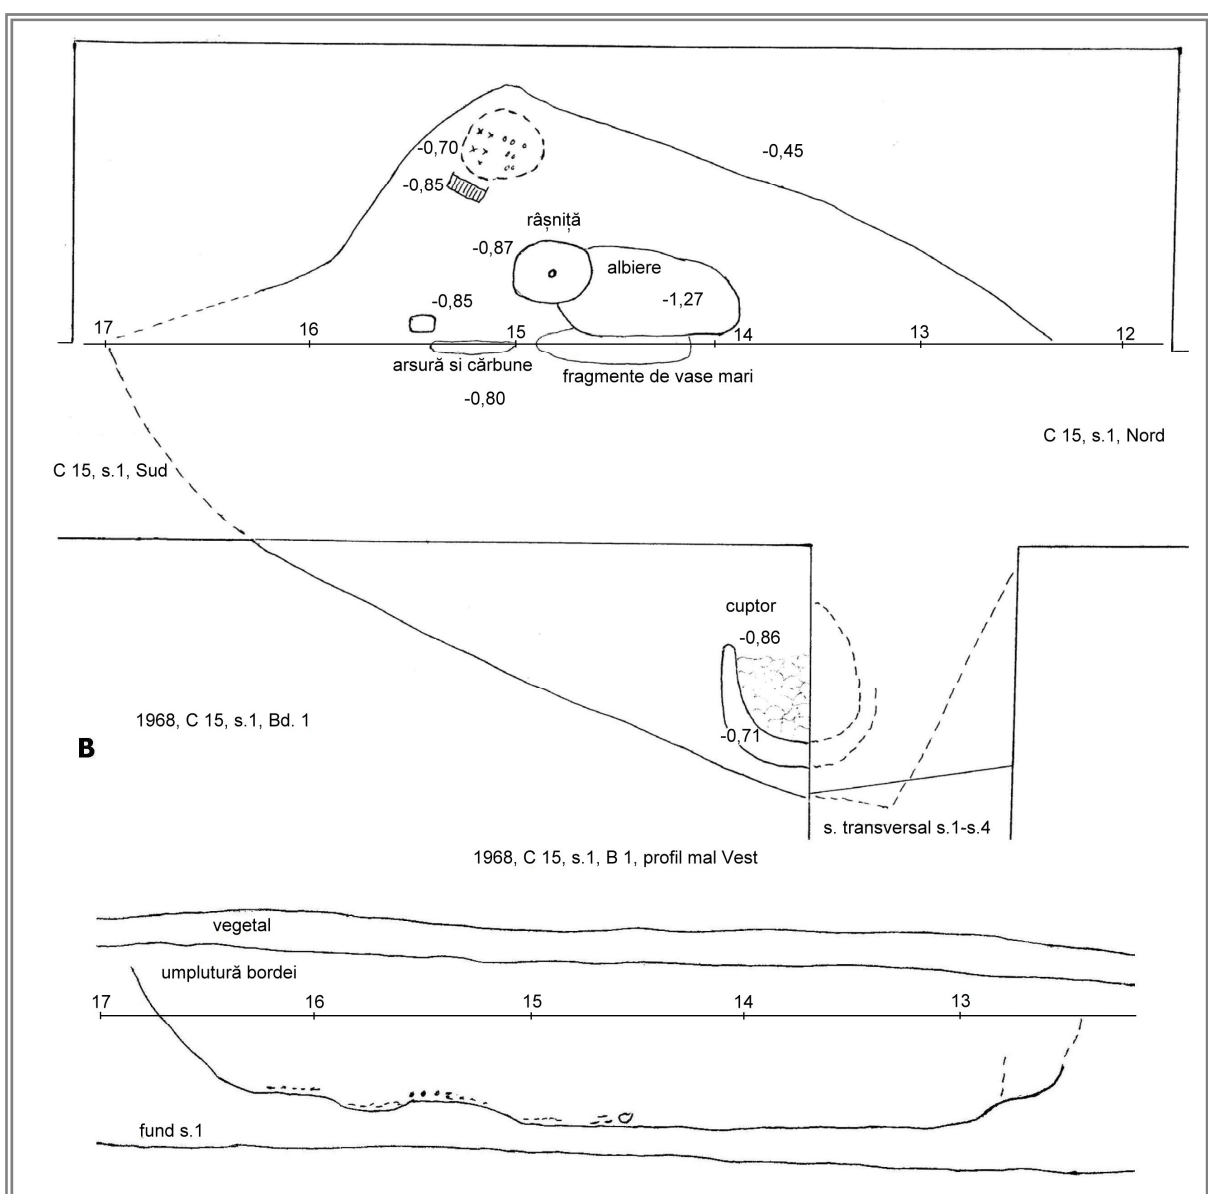 -0,70
-0,45
-0,85
râșniță
-0,87
albiere
-0,85
-1,27
17
16
15
14
13
12
arsură si cărbune
fragmente de vase mari
-0,80
C 15, s.1, Nord
C 15, s.1, Sud
cuptor
-0,86
1968, C 15, s.1, Bd. 1
-0,71
B
s. transversal s.1-s.4
1968, C 15, s.1, B 1, profil mal Vest
vegetal
umplutură bordei
17
16
15
14
13
fund s.1